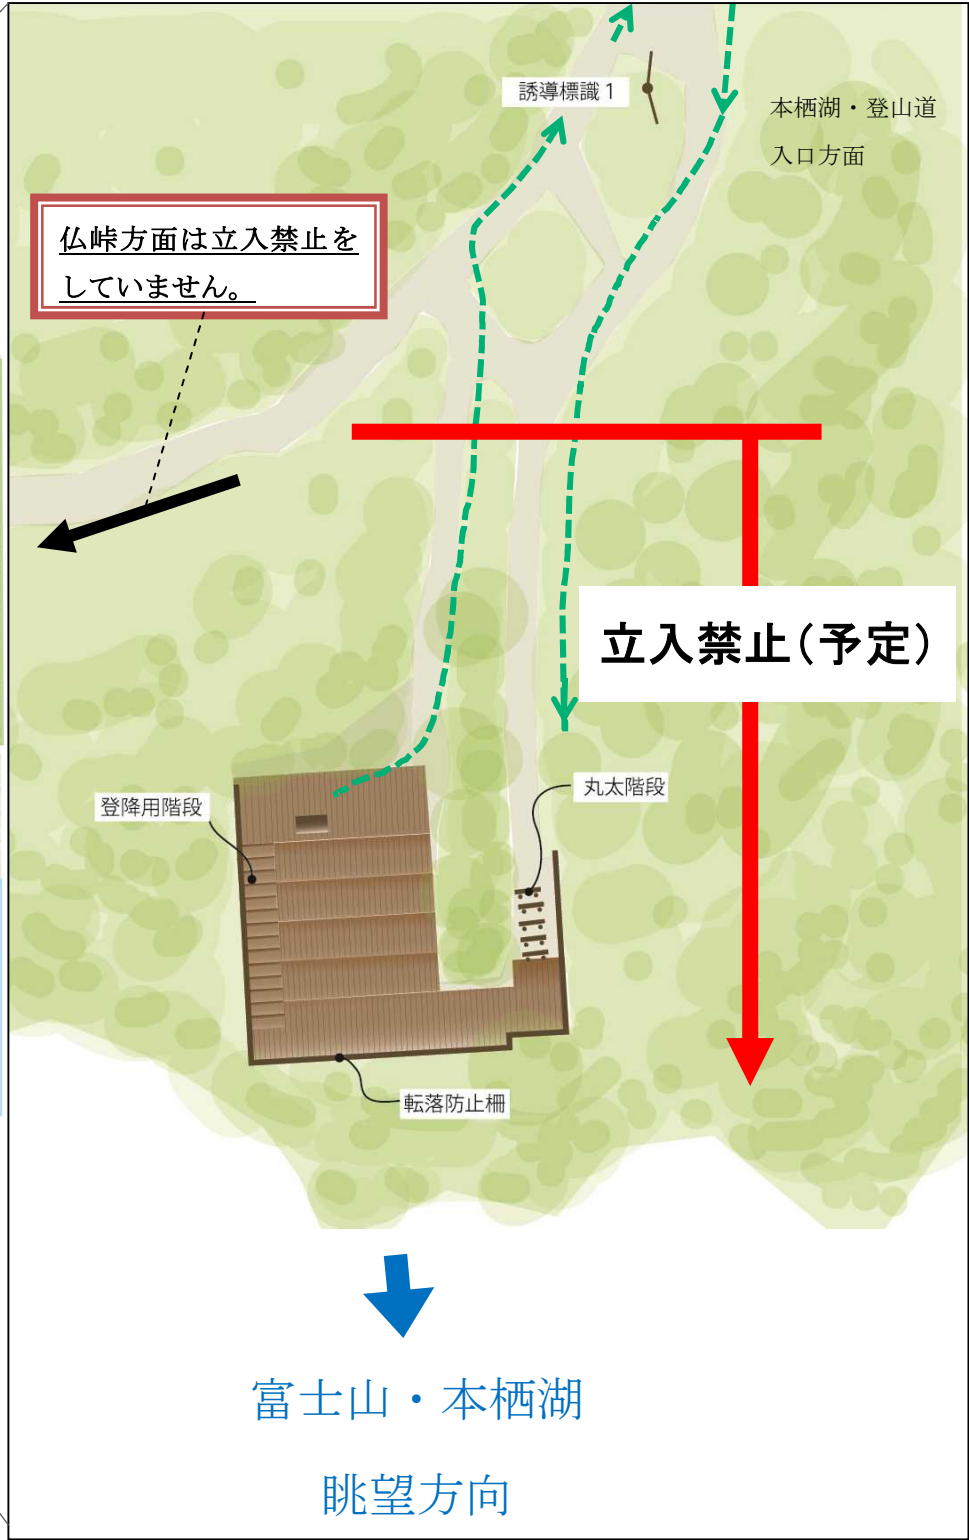 誘導標識１
本栖湖・登山道
入口方面
仏峠方面は立入禁止を
していません。
立入禁止（予定）
登降用階段
丸太階段
転落防止柵
富士山・本栖湖
眺望方向